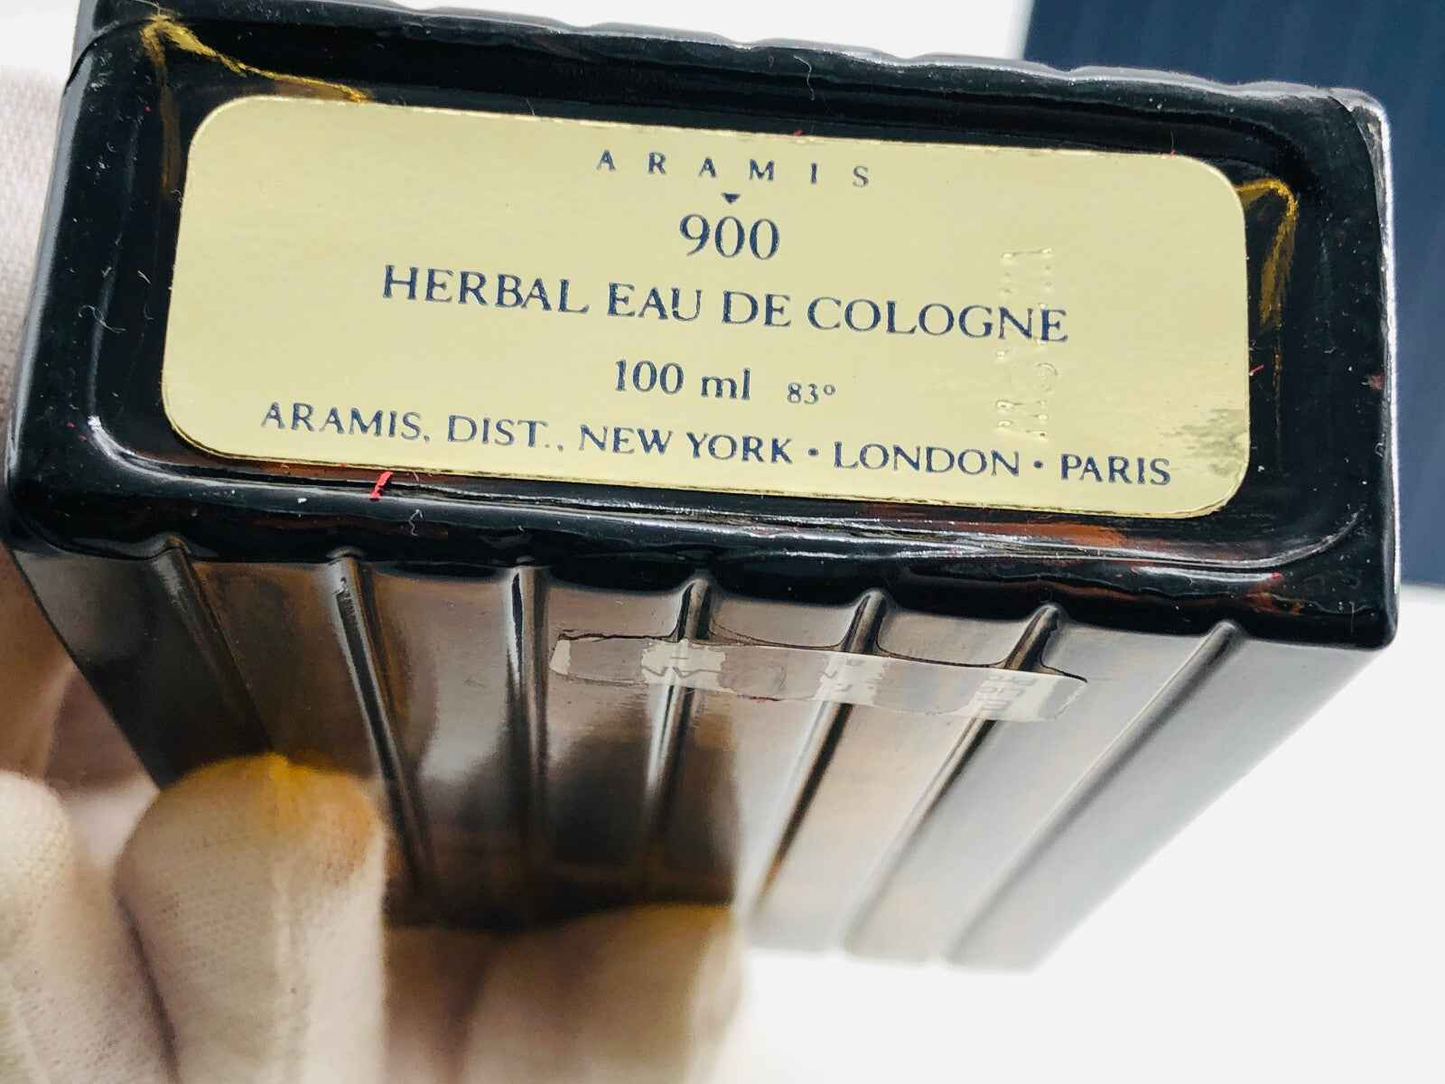 ARAMIS
900
HERBAL EAU DE COLOGNE
100 ml 83°
ARAMIS, DIST., NEW YORK • LONDON • PARIS